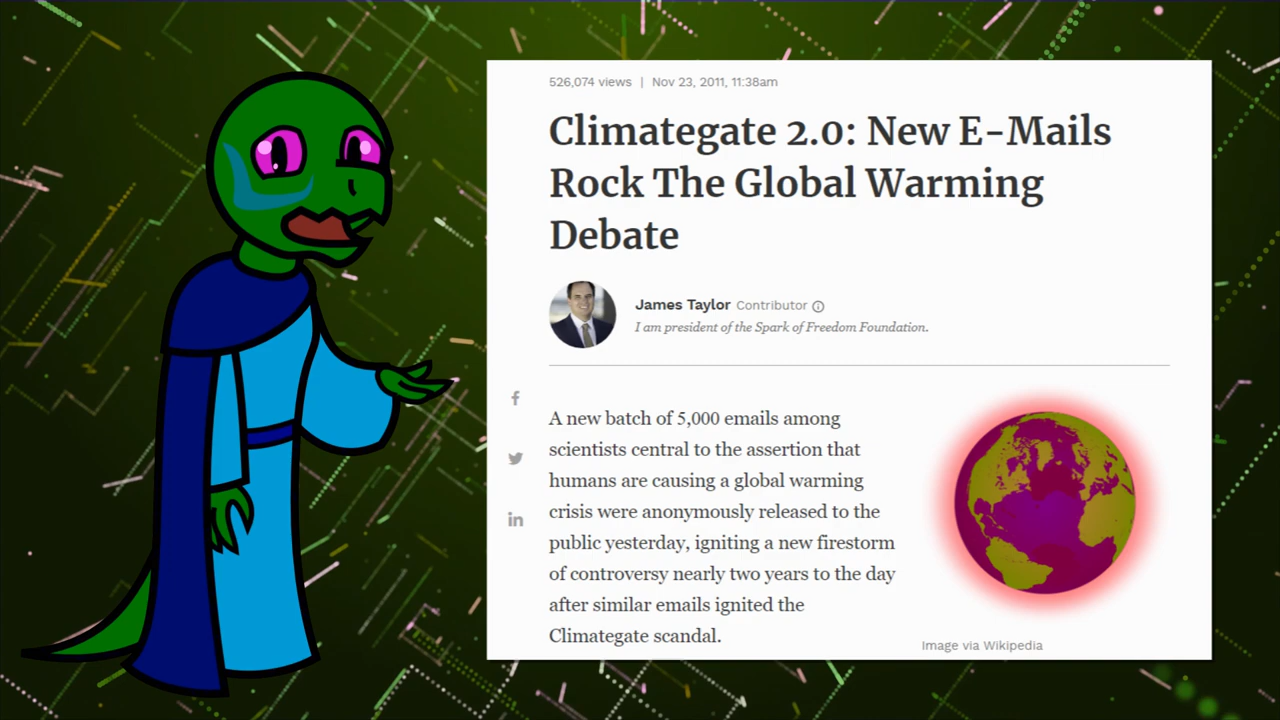 526,074 views | Nov 23, 2011, 11:38am
Climategate 2.0: New E-Mails
Rock The Global Warming
Debate
James Taylor Contributor
I am president of the Spark of Freedom Foundation.
A new batch of 5,000 emails among
scientists central to the assertion that
humans are causing a global warming
crisis were anonymously released to the
public yesterday, igniting a new firestorm
of controversy nearly two years to the day
after similar emails ignited the
Climategate scandal.
Image via Wikipedia